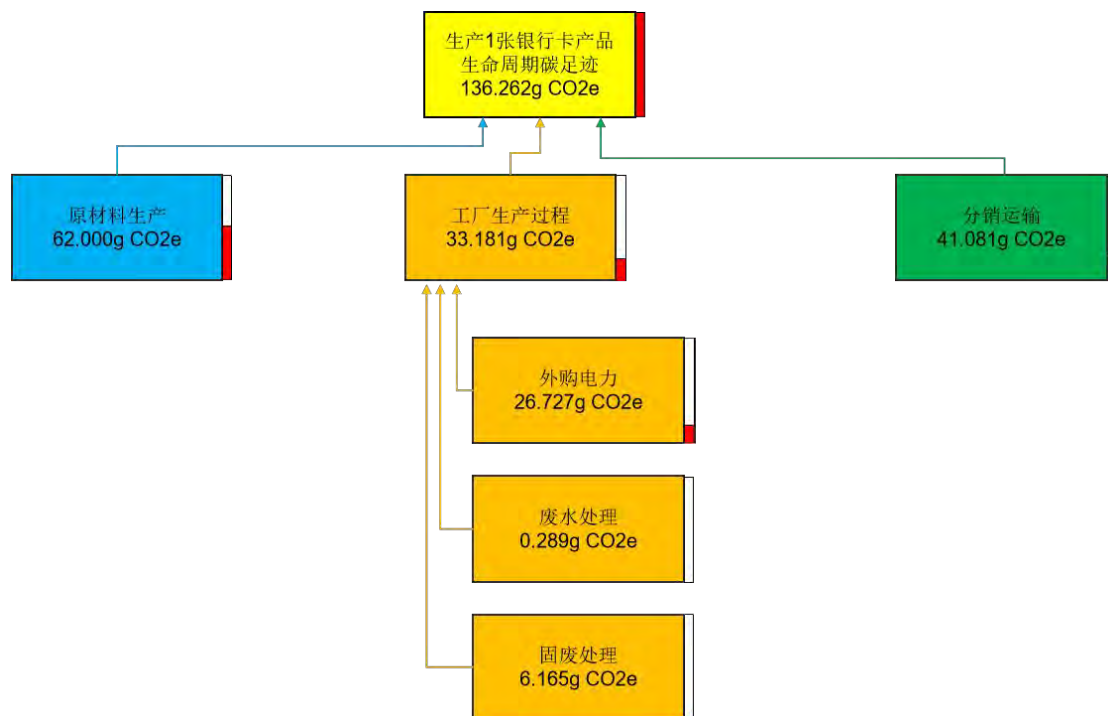 生产1张银行卡产品
生命周期碳足迹
136.262g CO2e
原材料生产
62.000g CO2e
工厂生产过程
33.181g CO2e
分销运输
41.081g CO2e
外购电力
26.727g CO2e
废水处理
0.289g CO2e
固废处理
6.165g CO2e